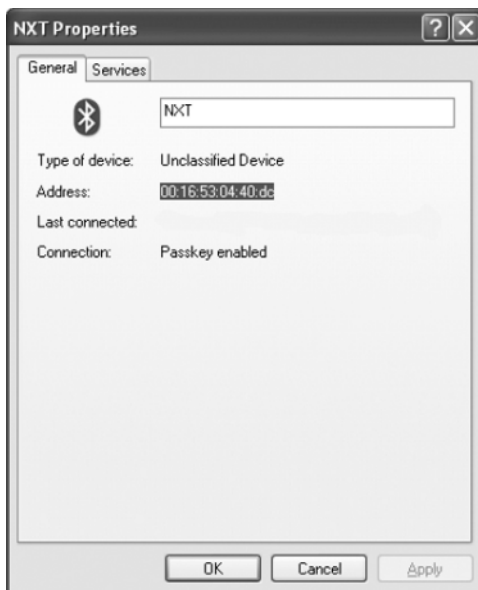 NXT Properties
General Services
NXT
Type of device: Unclassified Device
Address: 00:16:53:04:40:dc
Last connected:
Connection: Passkey enabled
OK Cancel Apply